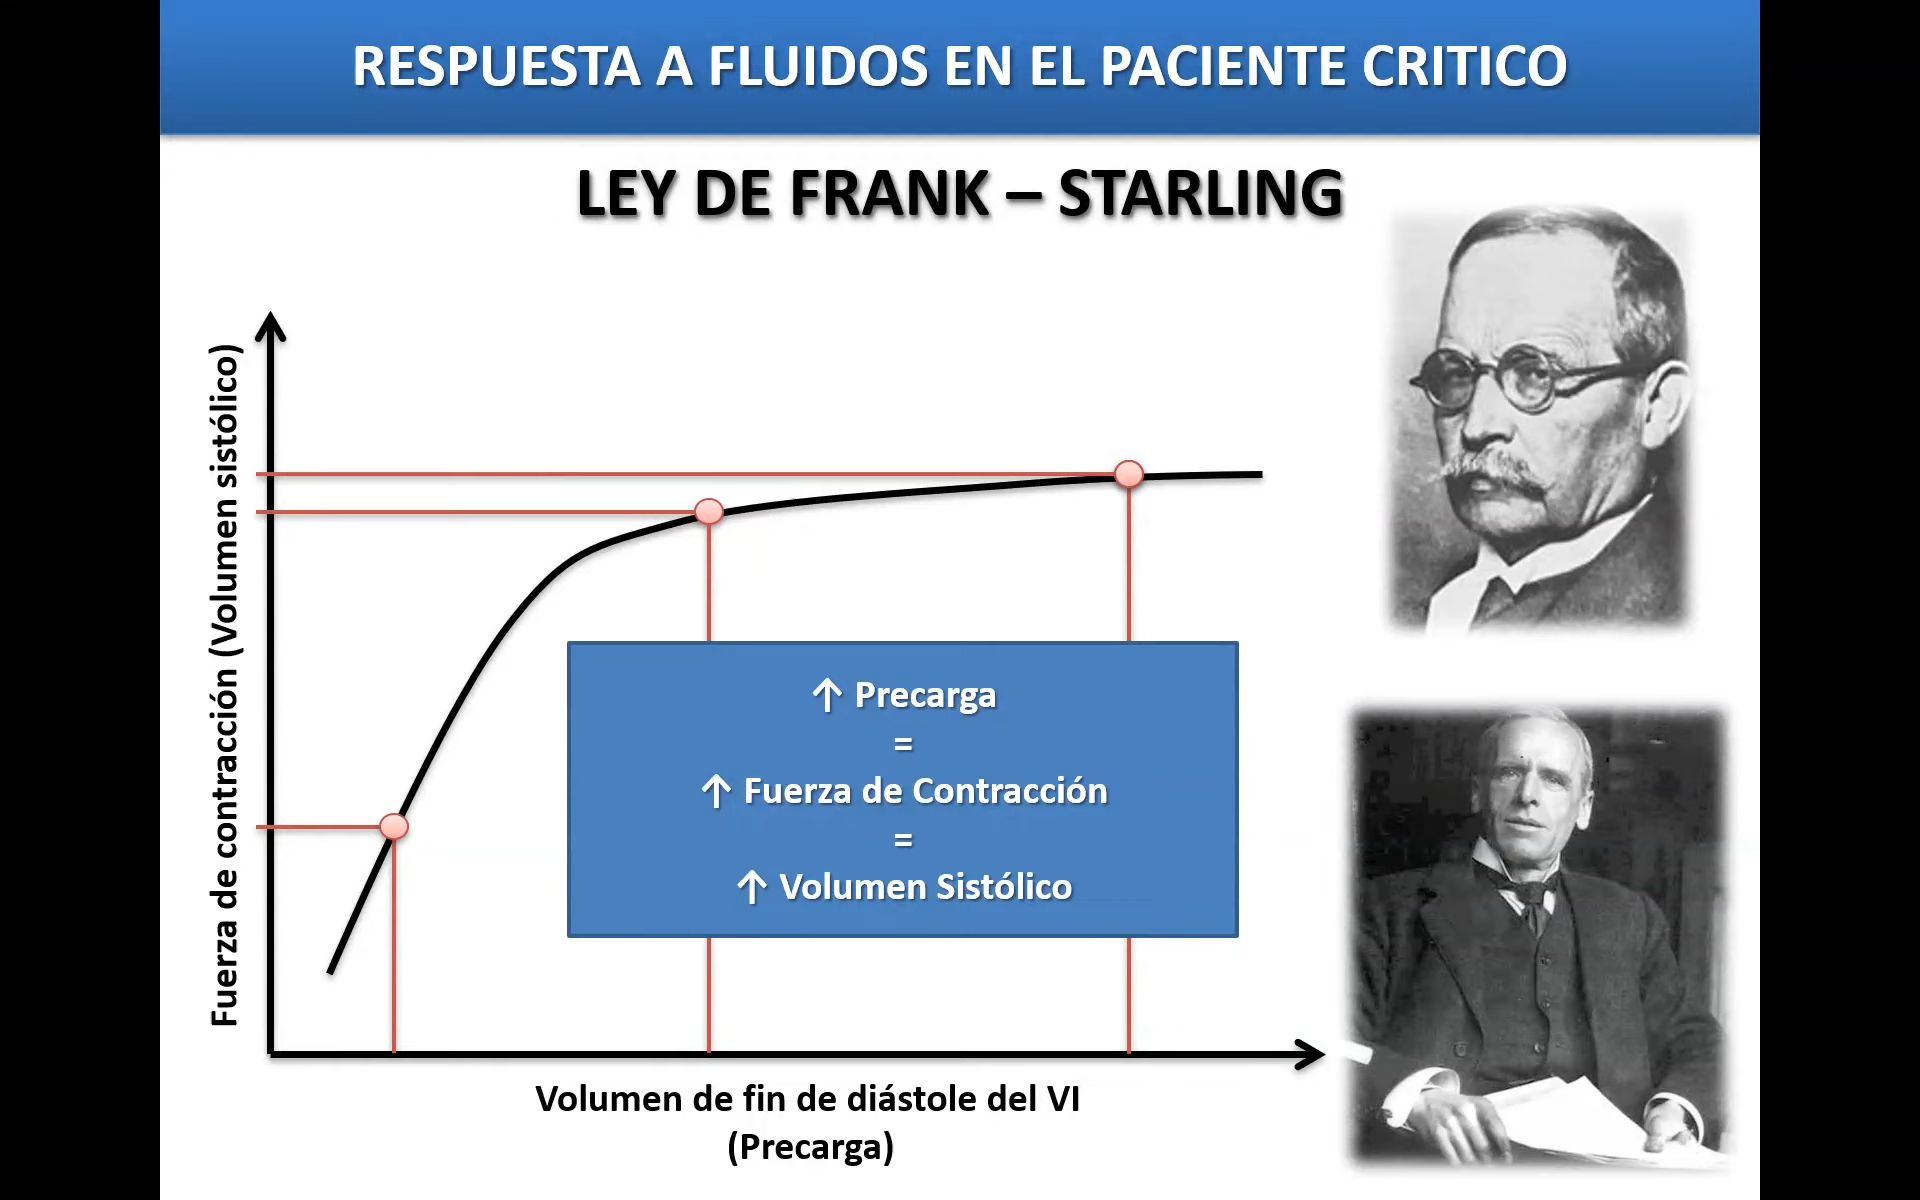 RESPUESTA A FLUIDOS EN EL PACIENTE CRITICO
LEY DE FRANK – STARLING
Fuerza de contracción (Volumen sistólico)
↑ Precarga
=
↑ Fuerza de Contracción
=
↑ Volumen Sistólico
Volumen de fin de diástole del VI
(Precarga)